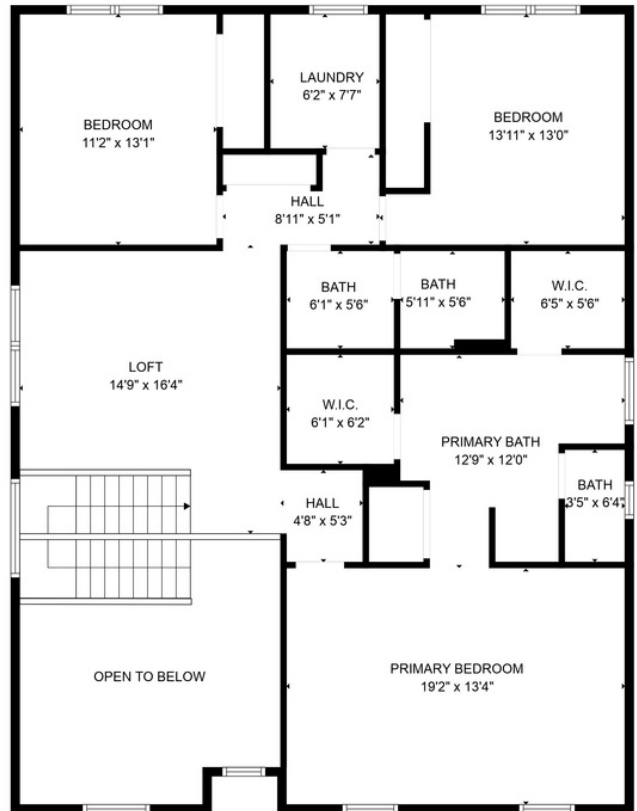 LAUNDRY
6'2" x 7'7"
BEDROOM
11'2" x 13'1"
BEDROOM
13'11" x 13'0"
HALL
8'11" x 5'1"
BATH
6'1" x 5'6"
BATH
5'11" x 5'6"
W.I.C.
6'5" x 5'6"
LOFT
14'9" x 16'4"
W.I.C.
6'1" x 6'2"
PRIMARY BATH
12'9" x 12'0"
BATH
3'5" x 6'4"
HALL
4'8" x 5'3"
OPEN TO BELOW
PRIMARY BEDROOM
19'2" x 13'4"